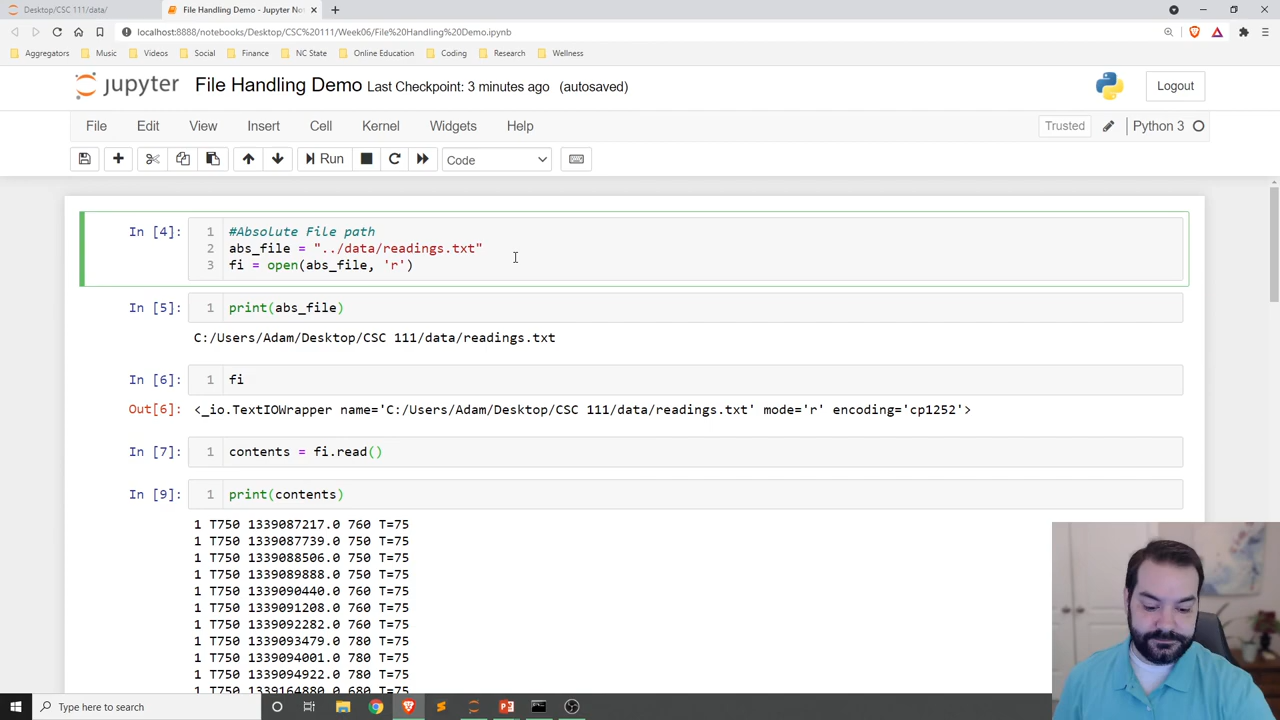 Desktop/CSC 111/data/
File Handling Demo - Jupyter No
localhost:8888/notebooks/Desktop/CSC%20111/Week06/File%20Handling%20Demo.ipynb
Aggregators Music Videos Social Finance NC State Online Education Coding Research Wellness
jupyter File Handling Demo Last Checkpoint: 3 minutes ago (autosaved) Logout
File Edit View Insert Cell Kernel Widgets Help Trusted Python 3
Run Code
In [4]: 1 #Absolute File path
2 abs_file = "../data/readings.txt"
3 fi = open(abs_file, 'r')
In [5]: 1 print(abs_file)
C:/Users/Adam/Desktop/CSC 111/data/readings.txt
In [6]: 1 fi
Out[6]: <_io.TextIOWrapper name='C:/Users/Adam/Desktop/CSC 111/data/readings.txt' mode='r' encoding='cp1252'>
In [7]: 1 contents = fi.read()
In [9]: 1 print(contents)
1 T750 1339087217.0 760 T=75
1 T750 1339087739.0 750 T=75
1 T750 1339088506.0 750 T=75
1 T750 1339089888.0 750 T=75
1 T750 1339090440.0 760 T=75
1 T750 1339091208.0 760 T=75
1 T750 1339092282.0 760 T=75
1 T750 1339093479.0 780 T=75
1 T750 1339094001.0 780 T=75
1 T750 1339094922.0 780 T=75
1 T750 1339164880.0 680 T=75
Type here to search